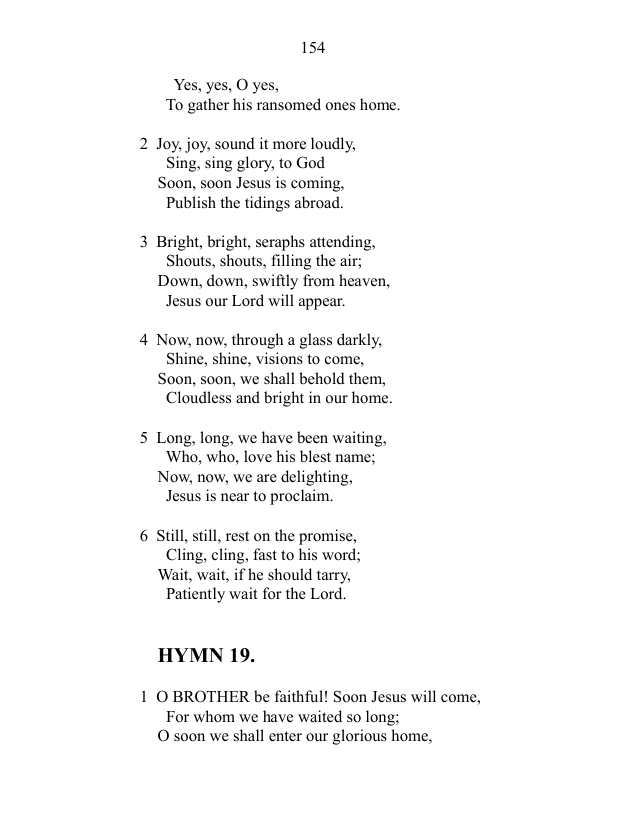 154
Yes, yes, O yes,
To gather his ransomed ones home.
2 Joy, joy, sound it more loudly,
Sing, sing glory, to God
Soon, soon Jesus is coming,
Publish the tidings abroad.
3 Bright, bright, seraphs attending,
Shouts, shouts, filling the air;
Down, down, swiftly from heaven,
Jesus our Lord will appear.
4 Now, now, through a glass darkly,
Shine, shine, visions to come,
Soon, soon, we shall behold them,
Cloudless and bright in our home.
5 Long, long, we have been waiting,
Who, who, love his blest name;
Now, now, we are delighting,
Jesus is near to proclaim.
6 Still, still, rest on the promise,
Cling, cling, fast to his word;
Wait, wait, if he should tarry,
Patiently wait for the Lord.
HYMN 19.
1 O BROTHER be faithful! Soon Jesus will come,
For whom we have waited so long;
O soon we shall enter our glorious home,